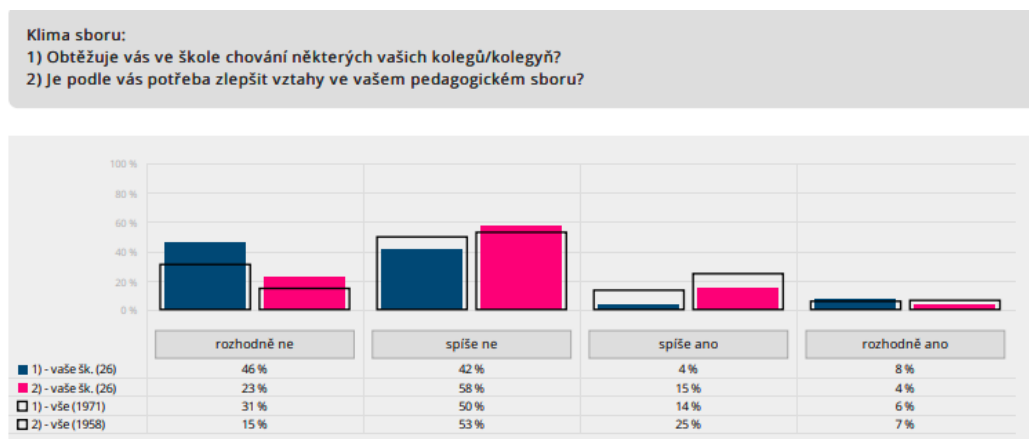 Klima sboru:
1) Obtěžuje vás ve škole chování některých vašich kolegů/kolegyň?
2) Je podle vás potřeba zlepšit vztahy ve vašem pedagogickém sboru?
100 %
80 %
60 %
40 %
20 %
0 %
rozhodně ne spíše ne spíše ano rozhodně ano
1) - vaše šk. (26) 46 % 42 % 4 % 8 %
2) - vaše šk. (26) 23 % 58 % 15 % 4 %
1) - vše (1971) 31 % 50 % 14 % 6 %
2) - vše (1958) 15 % 53 % 25 % 7 %